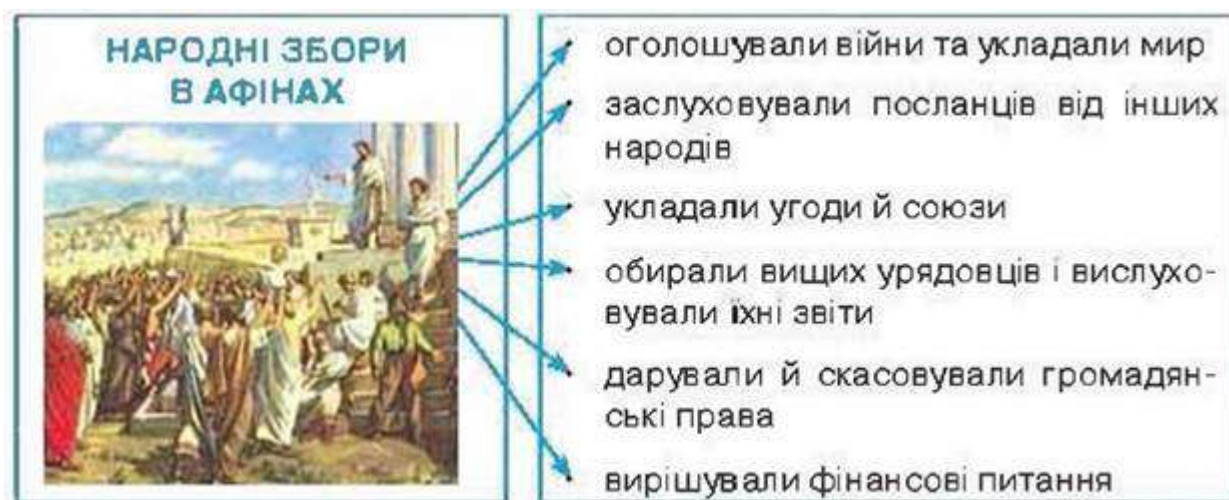 НАРОДНІ ЗБОРИ
В АФІНАХ
оголошували війни та укладали мир
заслуховували посланців від інших
народів
укладали угоди й союзи
обирали вищих урядовців і вислухо-
вували їхні звіти
дарували й скасовували громадян-
ські права
вирішували фінансові питання